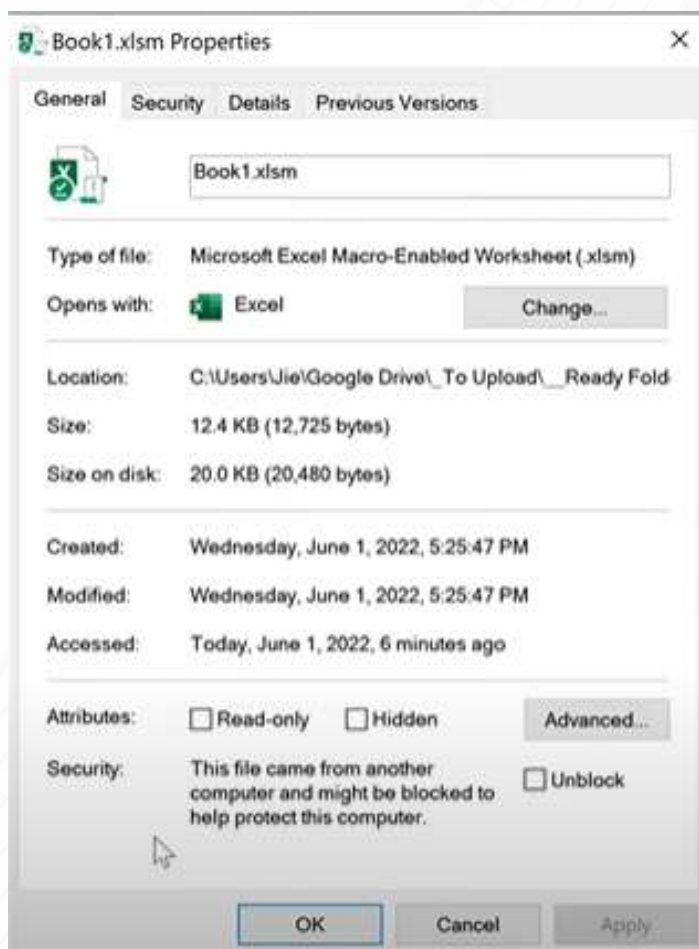 Book1.xlsm Properties
General Security Details Previous Versions
Book1.xlsm
Type of file: Microsoft Excel Macro-Enabled Worksheet (.xlsm)
Opens with: Excel Change...
Location: C:\Users\Jie\Google Drive\_To Upload\__Ready Fold
Size: 12.4 KB (12,725 bytes)
Size on disk: 20.0 KB (20,480 bytes)
Created: Wednesday, June 1, 2022, 5:25:47 PM
Modified: Wednesday, June 1, 2022, 5:25:47 PM
Accessed: Today, June 1, 2022, 6 minutes ago
Attributes: Read-only Hidden Advanced...
Security: This file came from another
computer and might be blocked to
help protect this computer.
Unblock
OK Cancel Apply